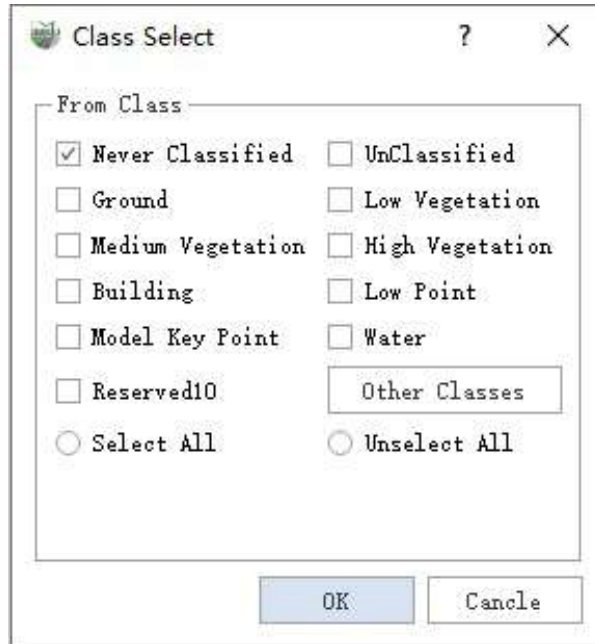 Class Select ?
From Class
Never Classified UnClassified
Ground Low Vegetation
Medium Vegetation High Vegetation
Building Low Point
Model Key Point Water
Reserved10 Other Classes
Select All Unselect All
OK Cancle